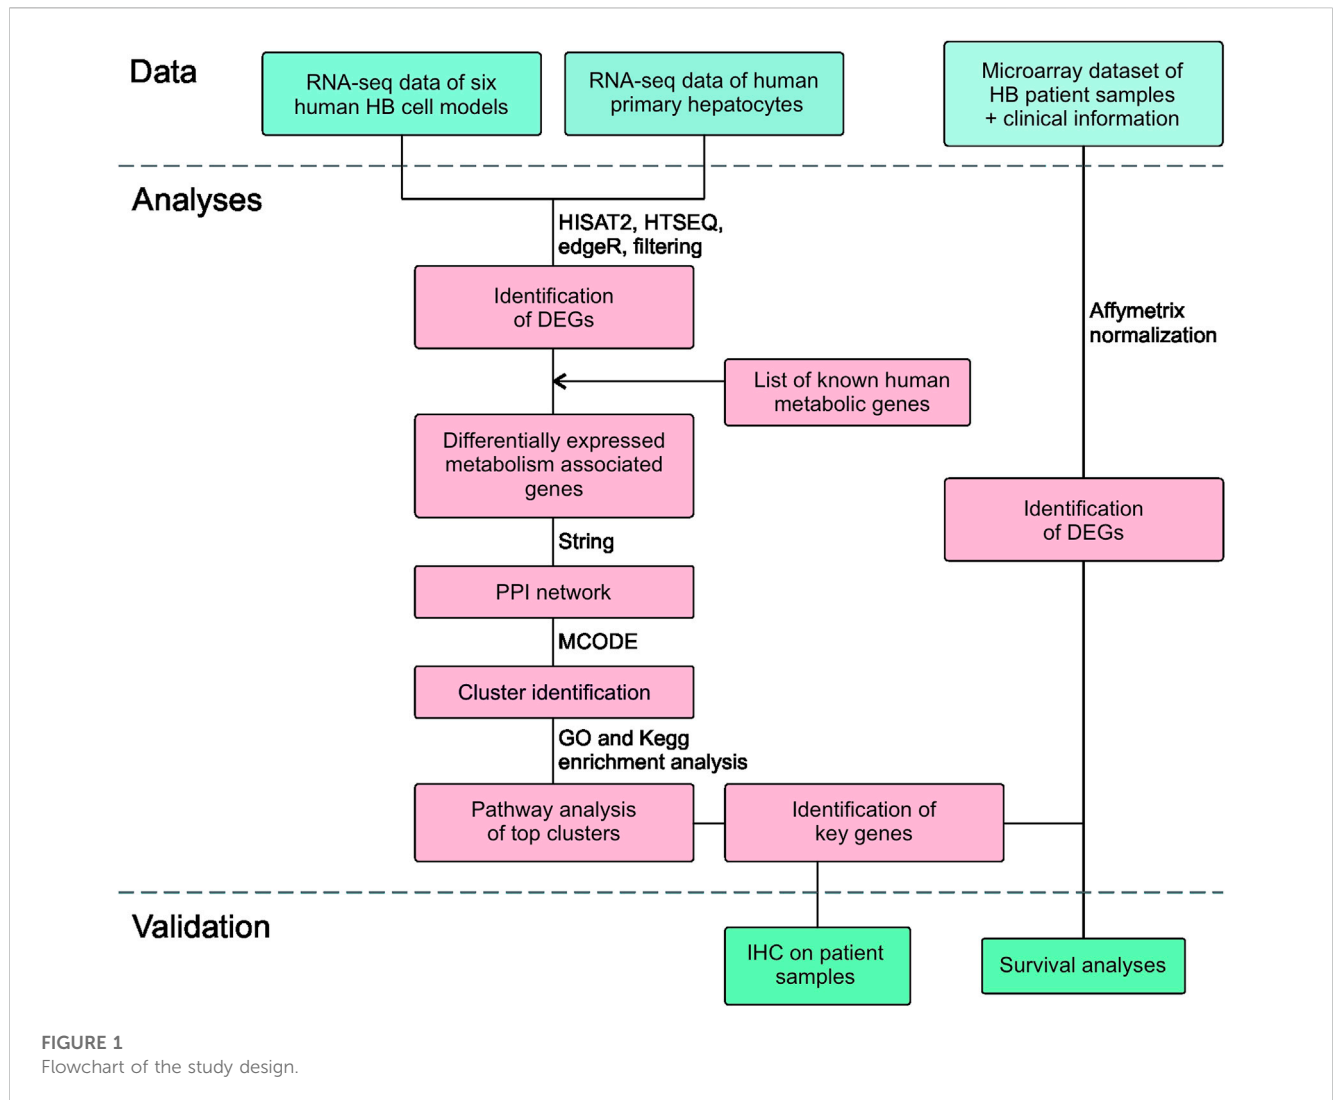 Data
RNA-seq data of six
human HB cell models
RNA-seq data of human
primary hepatocytes
Microarray dataset of
HB patient samples
+ clinical information
Analyses
HISAT2, HTSEQ,
edgeR, filtering
Identification
of DEGs
Affymetrix
normalization
List of known human
metabolic genes
Differentially expressed
metabolism associated
genes
Identification
of DEGs
String
PPI network
MCODE
Cluster identification
GO and Kegg
enrichment analysis
Pathway analysis
of top clusters
Identification of
key genes
Validation
IHC on patient
samples
Survival analyses
FIGURE 1
Flowchart of the study design.